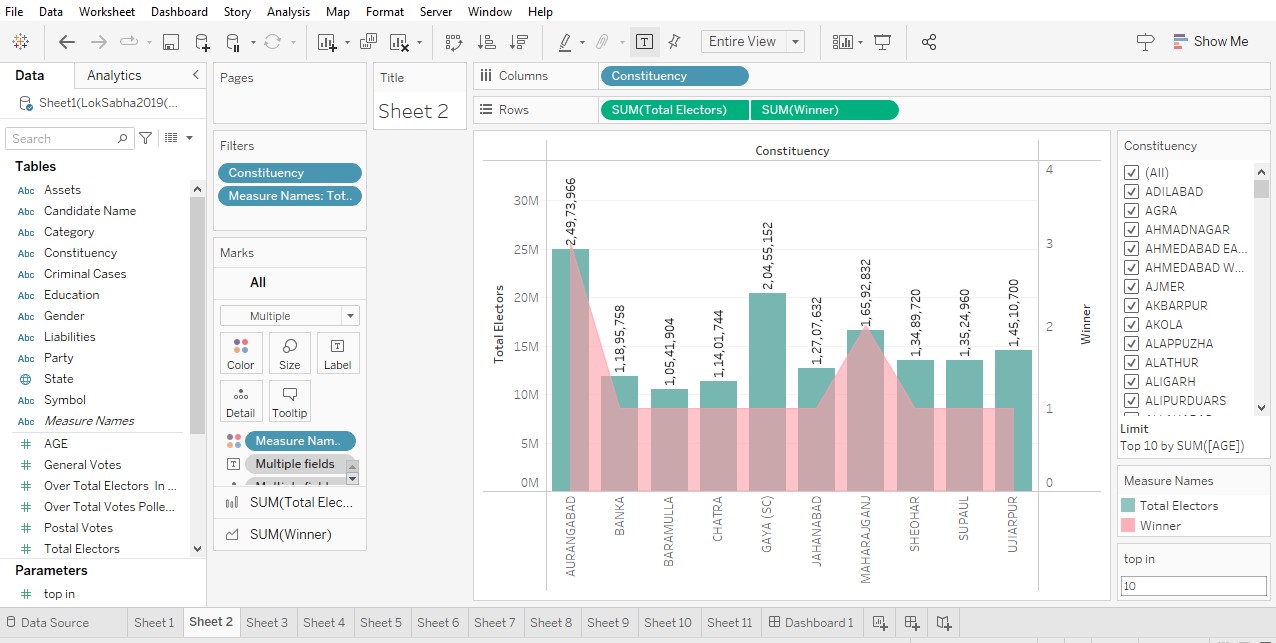 File Data Worksheet Dashboard Story Analysis Map Format Server Window Help
Entire View
Show Me
Data Analytics
Sheet1(LokSabha2019(...
Search
Tables
Abc Assets
Abc Candidate Name
Abc Category
Abc Constituency
Abc Criminal Cases
Abc Education
Abc Gender
Abc Liabilities
Abc Party
State
Abc Symbol
Abc Measure Names
# AGE
# General Votes
# Over Total Electors In ...
# Over Total Votes Polle...
# Postal Votes
# Total Electors
Parameters
# top in
Pages
Filters
Constituency
Measure Names: Tot..
Marks
All
Multiple
Color Size Label
Detail Tooltip
Measure Nam..
Multiple fields
SUM(Total Elec...
SUM(Winner)
Title
Sheet 2
Columns Constituency
Rows SUM(Total Electors) SUM(Winner)
Constituency
Total Electors
30M
25M
20M
15M
10M
5M
0M
2,49,73,966
1,18,95,758
1,05,41,904
1,14,01,744
2,04,55,152
1,27,07,632
1,65,92,832
1,34,89,720
1,35,24,960
1,45,10,700
4
3
2
1
0
Winner
AURANGABAD
BANKA
BARAMULLA
CHATRA
GAYA (SC)
JAHANABAD
MAHARAJGANJ
SHEOHAR
SUPAUL
UJIARPUR
Constituency
(All)
ADILABAD
AGRA
AHMADNAGAR
AHMEDABAD EA...
AHMEDABAD W...
AJMER
AKBARPUR
AKOLA
ALAPPUZHA
ALATHUR
ALIGARH
ALIPURDUARS
Limit
Top 10 by SUM([AGE])
Measure Names
Total Electors
Winner
top in
10
Data Source Sheet 1 Sheet 2 Sheet 3 Sheet 4 Sheet 5 Sheet 6 Sheet 7 Sheet 8 Sheet 9 Sheet 10 Sheet 11 Dashboard 1